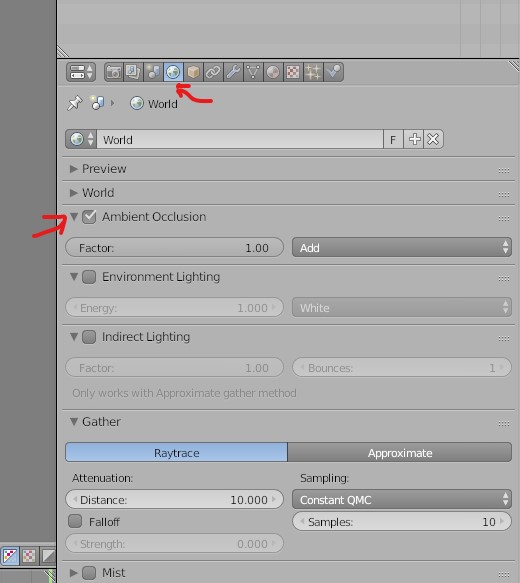 World
World F
Preview
World
Ambient Occlusion
Factor: 1.00 Add
Environment Lighting
Energy: 1.000 White
Indirect Lighting
Factor: 1.00 Bounces: 1
Only works with Approximate gather method
Gather
Raytrace Approximate
Attenuation: Sampling:
Distance: 10.000 Constant QMC
Falloff Samples: 10
Strength: 0.000
Mist